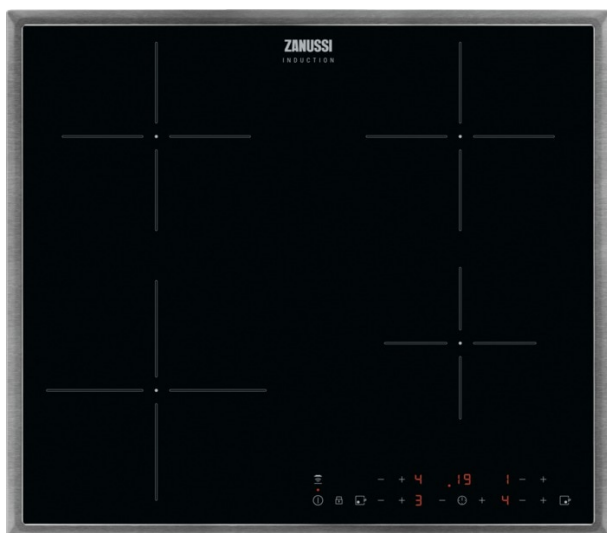 ZANUSSI
INDUCTION
- + 4 .19 1 - +
- + 3 - + 4 - +